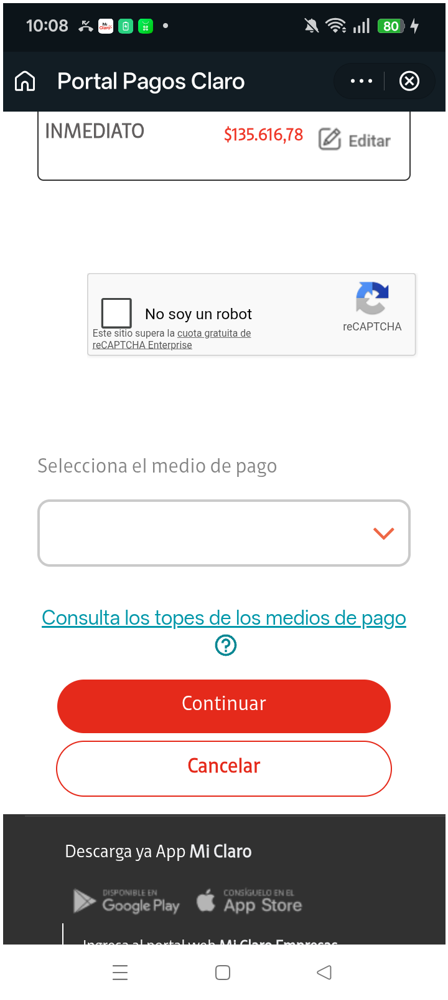 10:08
Mi
Claro
80
Portal Pagos Claro
INMEDIATO
$135.616,78
Editar
No soy un robot
Este sitio supera la cuota gratuita de
reCAPTCHA Enterprise
reCAPTCHA
Selecciona el medio de pago
Consulta los topes de los medios de pago
?
Continuar
Cancelar
Descarga ya App Mi Claro
DISPONIBLE EN
Google Play
CONSÍGUELO EN EL
App Store
Ingresa al portal web Mi Claro Empresas